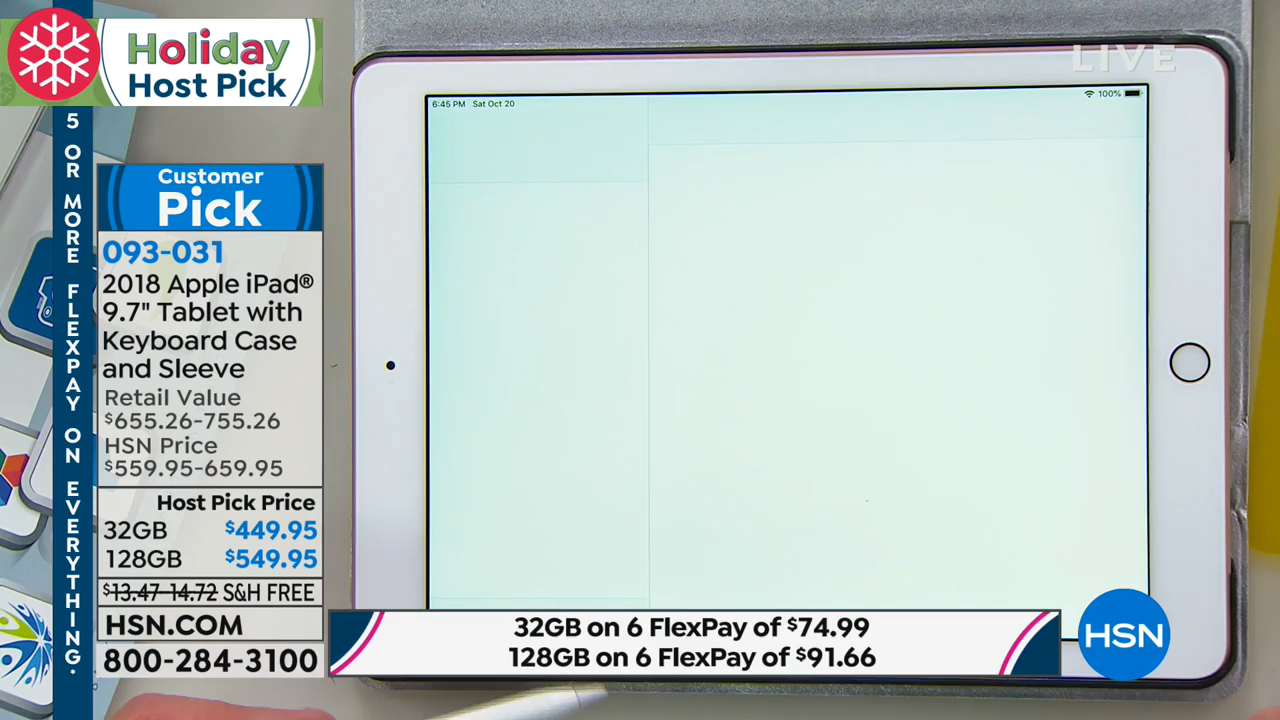 Holiday
Host Pick
5 OR MORE FLEXPAY ON EVERYTHING.
Customer
Pick
093-031
2018 Apple iPad®
9.7" Tablet with
Keyboard Case
and Sleeve
Retail Value
$655.26-755.26
HSN Price
$559.95-659.95
Host Pick Price
32GB $449.95
128GB $549.95
$13.47-14.72 S&H FREE
HSN.COM
800-284-3100
LIVE
6:45 PM Sat Oct 20
100%
32GB on 6 FlexPay of $74.99
128GB on 6 FlexPay of $91.66
HSN